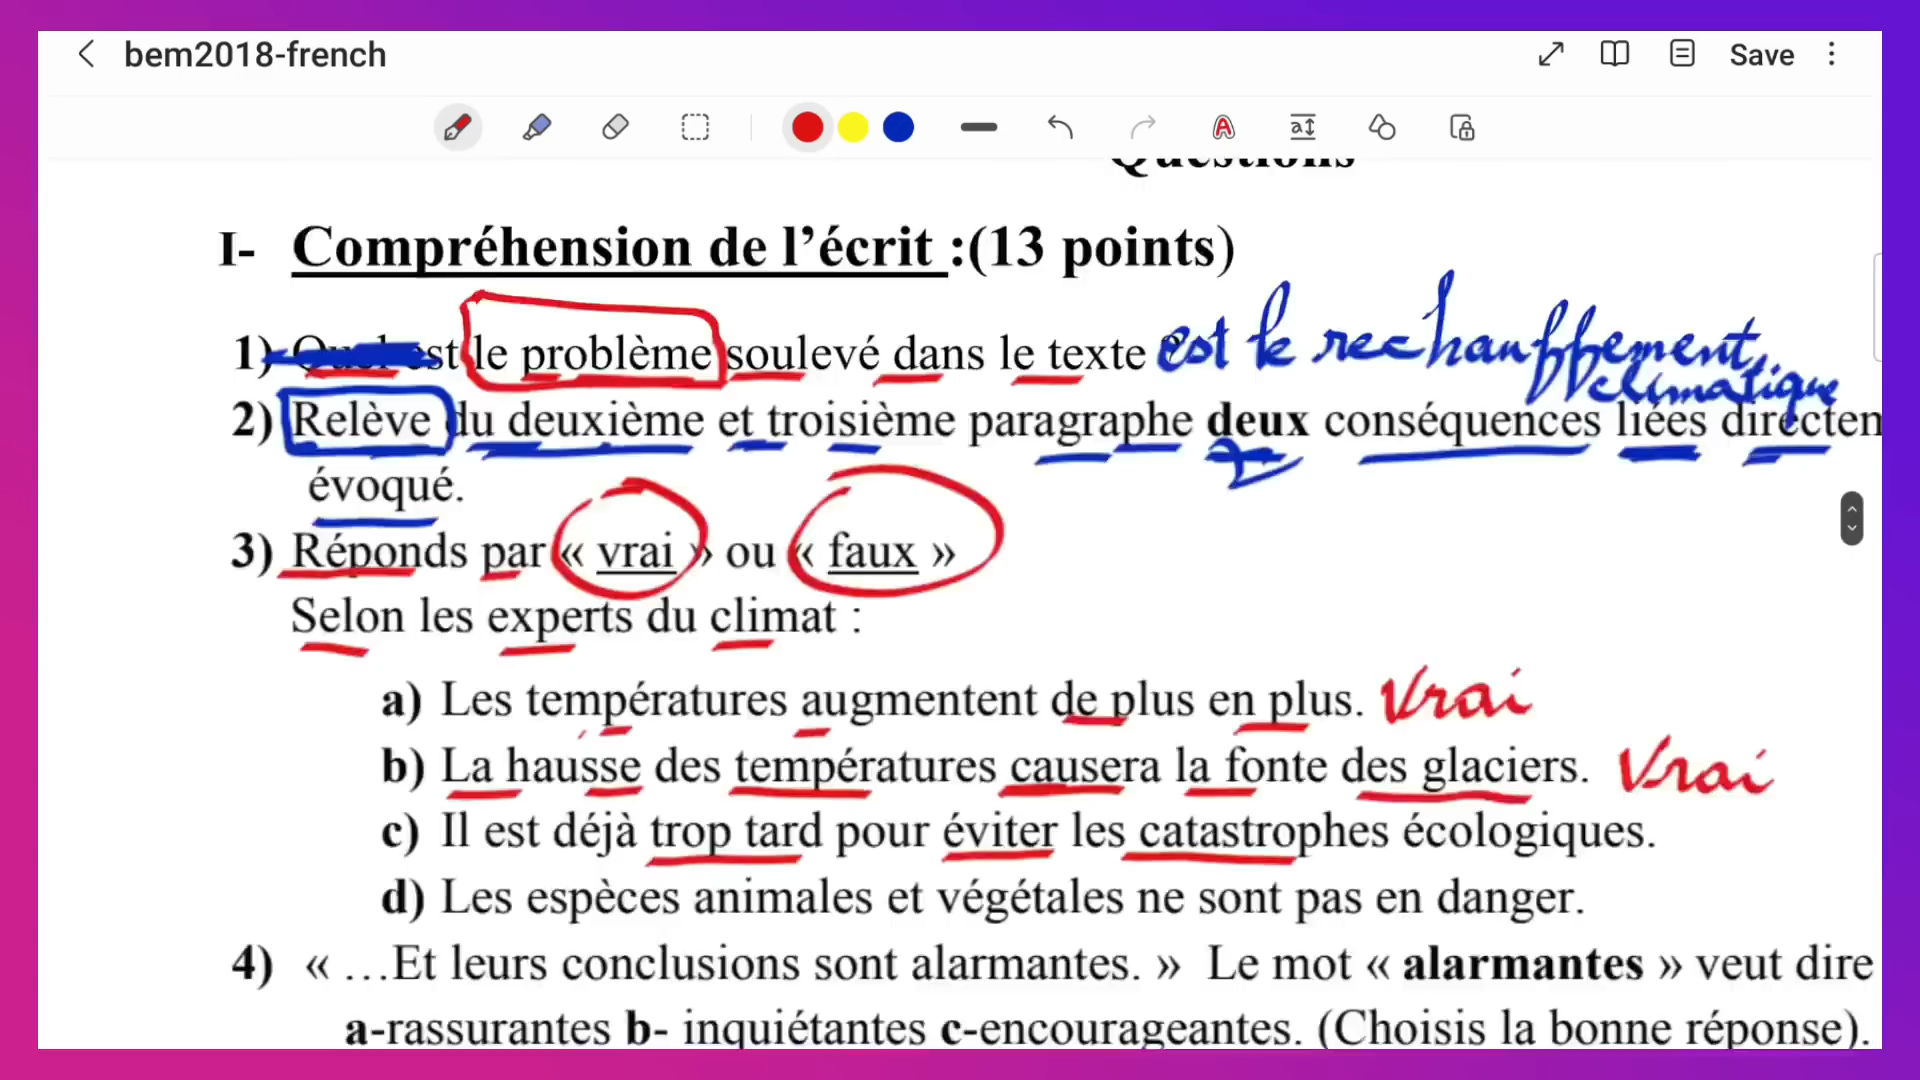 bem2018-french
Save
Questions
I- Compréhension de l'écrit :(13 points)
1) Quel est le problème soulevé dans le texte ? est le rechauffement climatique
2) Relève du deuxième et troisième paragraphe deux conséquences liées directem
2
évoqué.
3) Réponds par « vrai » ou « faux »
Selon les experts du climat :
a) Les températures augmentent de plus en plus. Vrai
b) La hausse des températures causera la fonte des glaciers. Vrai
c) Il est déjà trop tard pour éviter les catastrophes écologiques.
d) Les espèces animales et végétales ne sont pas en danger.
4) « …Et leurs conclusions sont alarmantes. » Le mot « alarmantes » veut dire
a-rassurantes b- inquiétantes c-encourageantes. (Choisis la bonne réponse).